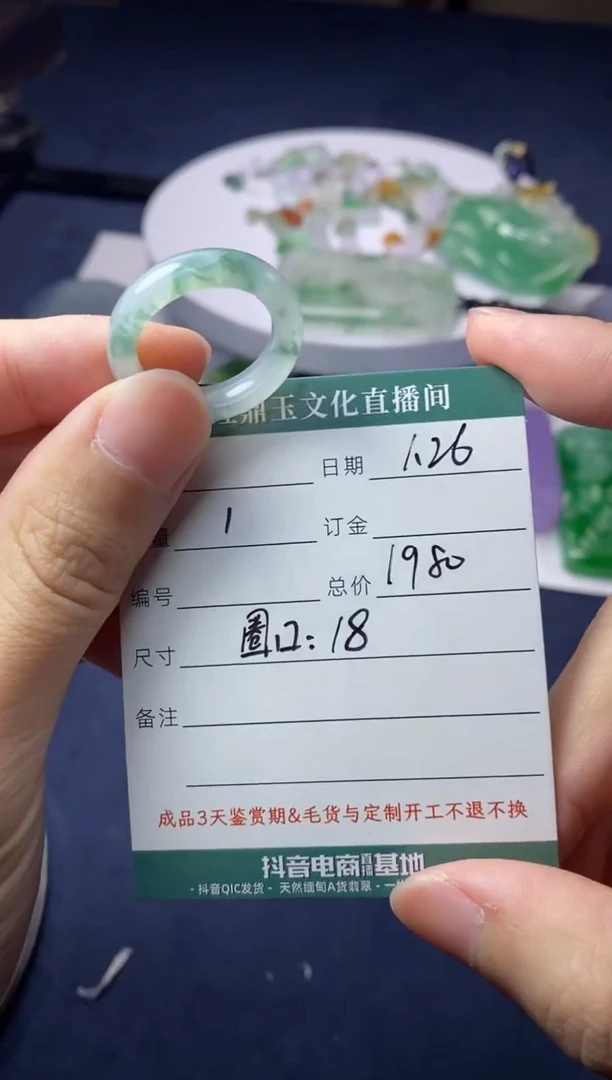 鼎玉文化直播间
日期 1.26
量 1 订金
编号 总价 1980
尺寸 圈口：18
备注
成品3天鉴赏期&毛货与定制开工不退不换
抖音电商直播基地
- 抖音QIC发货 - 天然缅甸A货翡翠 - 一